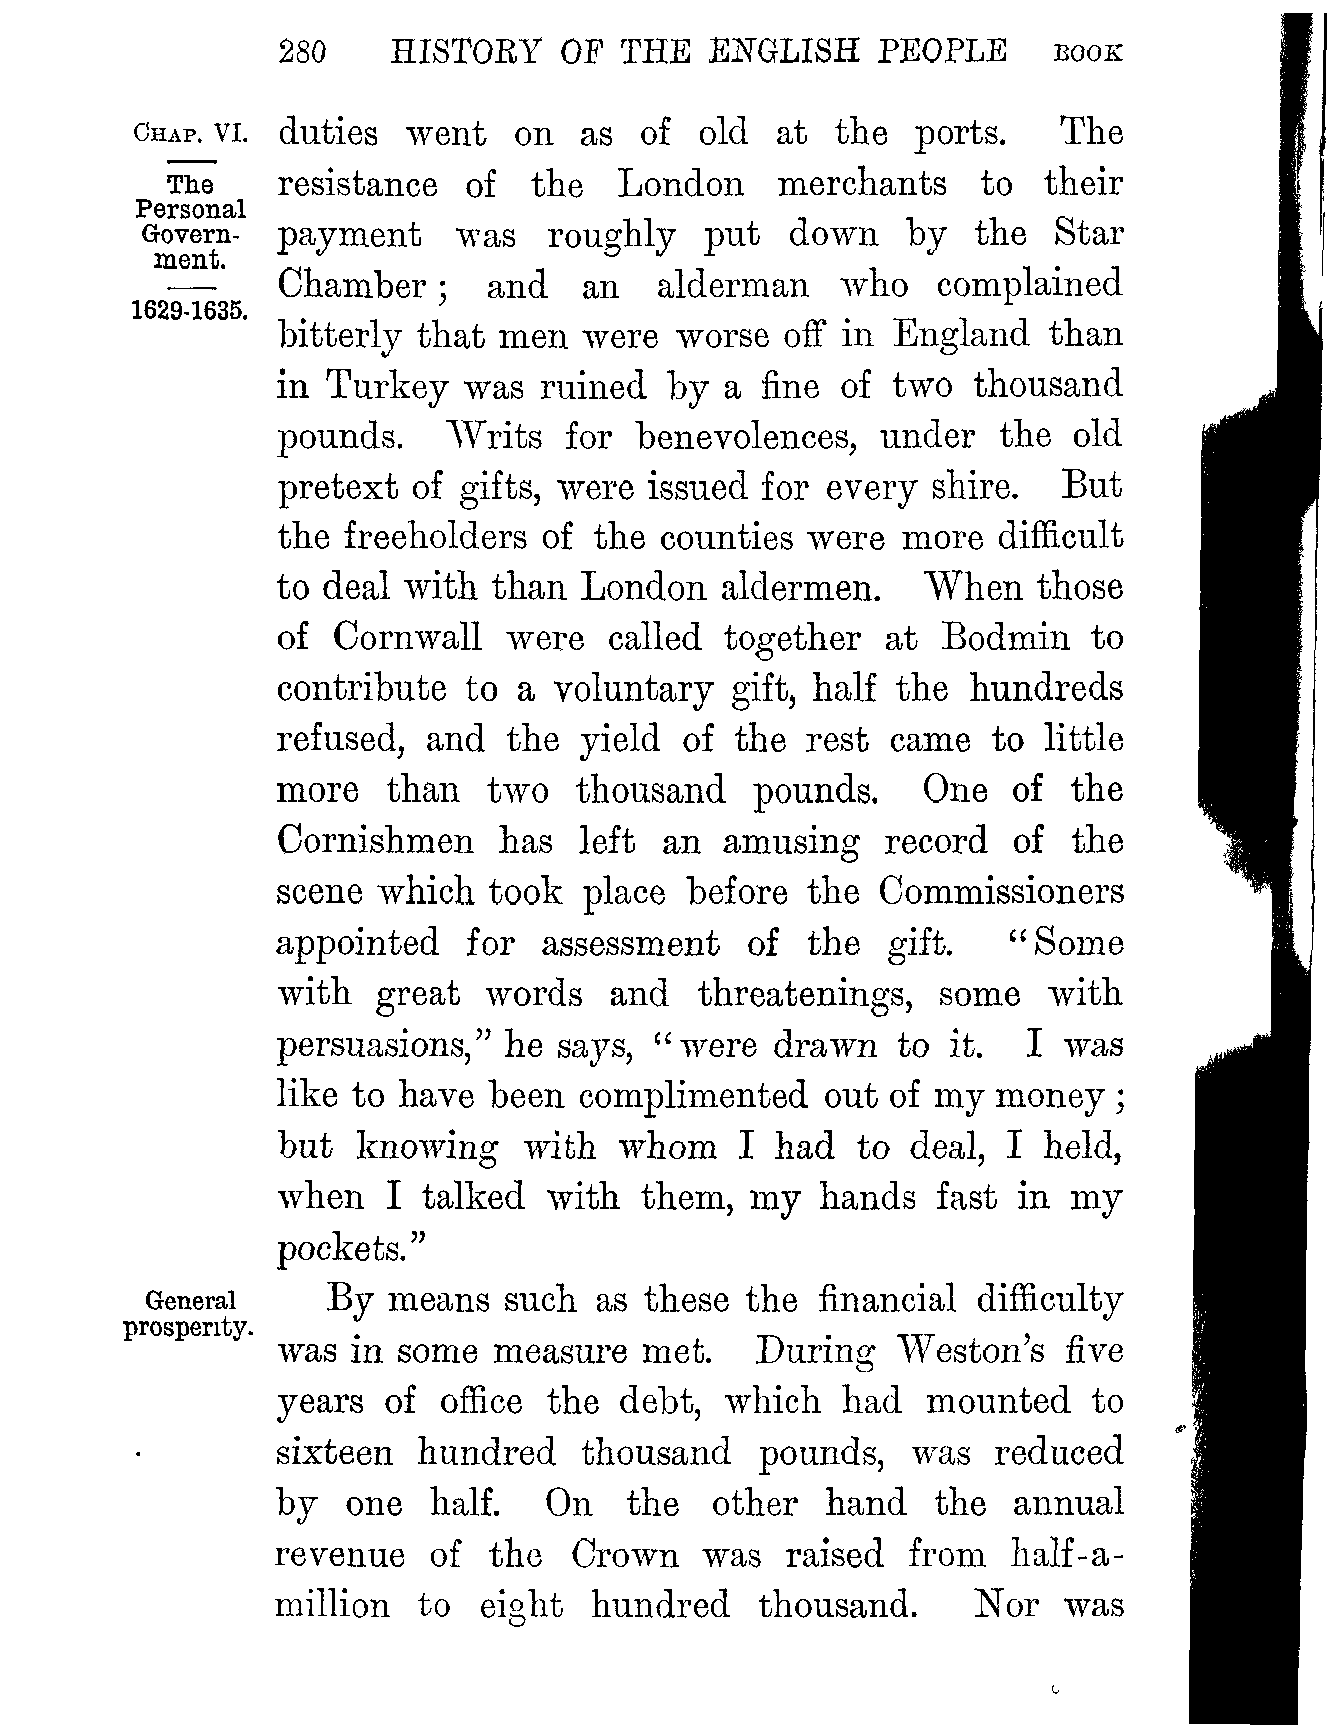 280 HISTORY OF THE ENGLISH PEOPLE BOOK
CHAP. VI.
The
Personal
Govern-
ment.
1629-1635.
duties went on as of old at the ports. The
resistance of the London merchants to their
payment was roughly put down by the Star
Chamber ; and an alderman who complained
bitterly that men were worse off in England than
in Turkey was ruined by a fine of two thousand
pounds. Writs for benevolences, under the old
pretext of gifts, were issued for every shire. But
the freeholders of the counties were more difficult
to deal with than London aldermen. When those
of Cornwall were called together at Bodmin to
contribute to a voluntary gift, half the hundreds
refused, and the yield of the rest came to little
more than two thousand pounds. One of the
Cornishmen has left an amusing record of the
scene which took place before the Commissioners
appointed for assessment of the gift. “Some
with great words and threatenings, some with
persuasions,” he says, “were drawn to it. I was
like to have been complimented out of my money ;
but knowing with whom I had to deal, I held,
when I talked with them, my hands fast in my
pockets.”
General
prosperity.
By means such as these the financial difficulty
was in some measure met. During Weston's five
years of office the debt, which had mounted to
sixteen hundred thousand pounds, was reduced
by one half. On the other hand the annual
revenue of the Crown was raised from half-a-
million to eight hundred thousand. Nor was